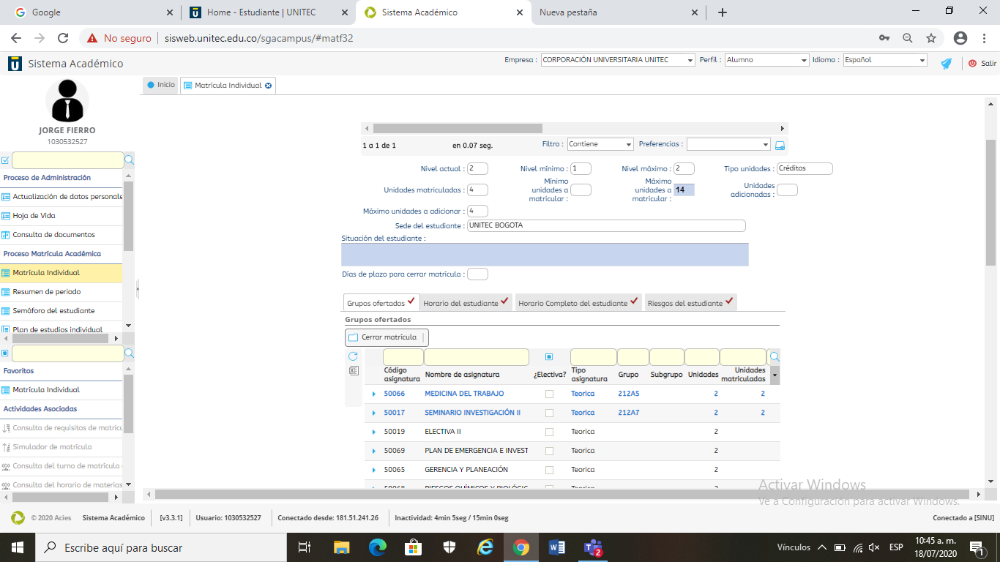 Google
Home - Estudiante | UNITEC
Sistema Académico
Nueva pestaña
No seguro
sisweb.unitec.edu.co/sgacampus/#matf32
Sistema Académico
Empresa : CORPORACIÓN UNIVERSITARIA UNITEC Perfil : Alumno Idioma : Español Salir
JORGE FIERRO
1030532527
Proceso de Administración
Actualización de datos personale
Hoja de Vida
Consulta de documentos
Proceso Matrícula Académica
Matrícula Individual
Resumen de periodo
Semáforo del estudiante
Plan de estudios individual
Favoritos
Matrícula Individual
Actividades Asociadas
Consulta de requisitos de matrícu
Simulador de matrícula
Consulta del turno de matrícula
Consulta del horario de materias
Inicio
Matrícula Individual
1 a 1 de 1 en 0.07 seg. Filtro : Contiene Preferencias :
Nivel actual : 2 Nivel mínimo : 1 Nivel máximo : 2 Tipo unidades : Créditos
Unidades matriculadas : 4 Mínimo unidades a matricular : Máximo unidades a matricular : 14 Unidades adicionadas :
Máximo unidades a adicionar : 4
Sede del estudiante : UNITEC BOGOTA
Situación del estudiante :
Días de plazo para cerrar matrícula :
Grupos ofertados Horario del estudiante Horario Completo del estudiante Riesgos del estudiante
Grupos ofertados
Cerrar matrícula
Código asignatura Nombre de asignatura ¿Electiva? Tipo asignatura Grupo Subgrupo Unidades Unidades matriculadas
50066 MEDICINA DEL TRABAJO Teorica 212A5 2 2
50017 SEMINARIO INVESTIGACIÓN II Teorica 212A7 2 2
50019 ELECTIVA II Teorica 2
50069 PLAN DE EMERGENCIA E INVEST Teorica 2
50065 GERENCIA Y PLANEACIÓN Teorica 2
50068 RIESGOS QUÍMICOS Y BIOLÓGIC Teorica 2
Activar Windows
Ve a Configuración para activar Windows.
© 2020 Acies Sistema Académico [v3.3.1] Usuario: 1030532527 Conectado desde: 181.51.241.26 Inactividad: 4min 5seg / 15min 0seg Conectado a [SINU]
Escribe aquí para buscar
Vínculos
ESP
10:45 a. m.
18/07/2020
2
1